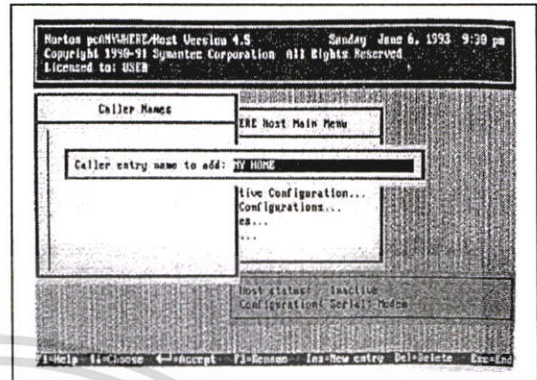 Norton pcANYWHERE/Host Version 4.5 Sunday June 6, 1993 9:30 pm
Copyright 1990-91 Symantec Corporation All Rights Reserved
Licensed to: USER
Caller Names
ERE Host Main Menu
Caller entry name to add: MY HOME
tive Configuration...
Configurations...
es...
...
Host status: Inactive
Configuration: Serial: Modem
F1=Help ↑↓=Choose ←┘=Accept F3=Rename Ins=New entry Del=Delete Esc=End